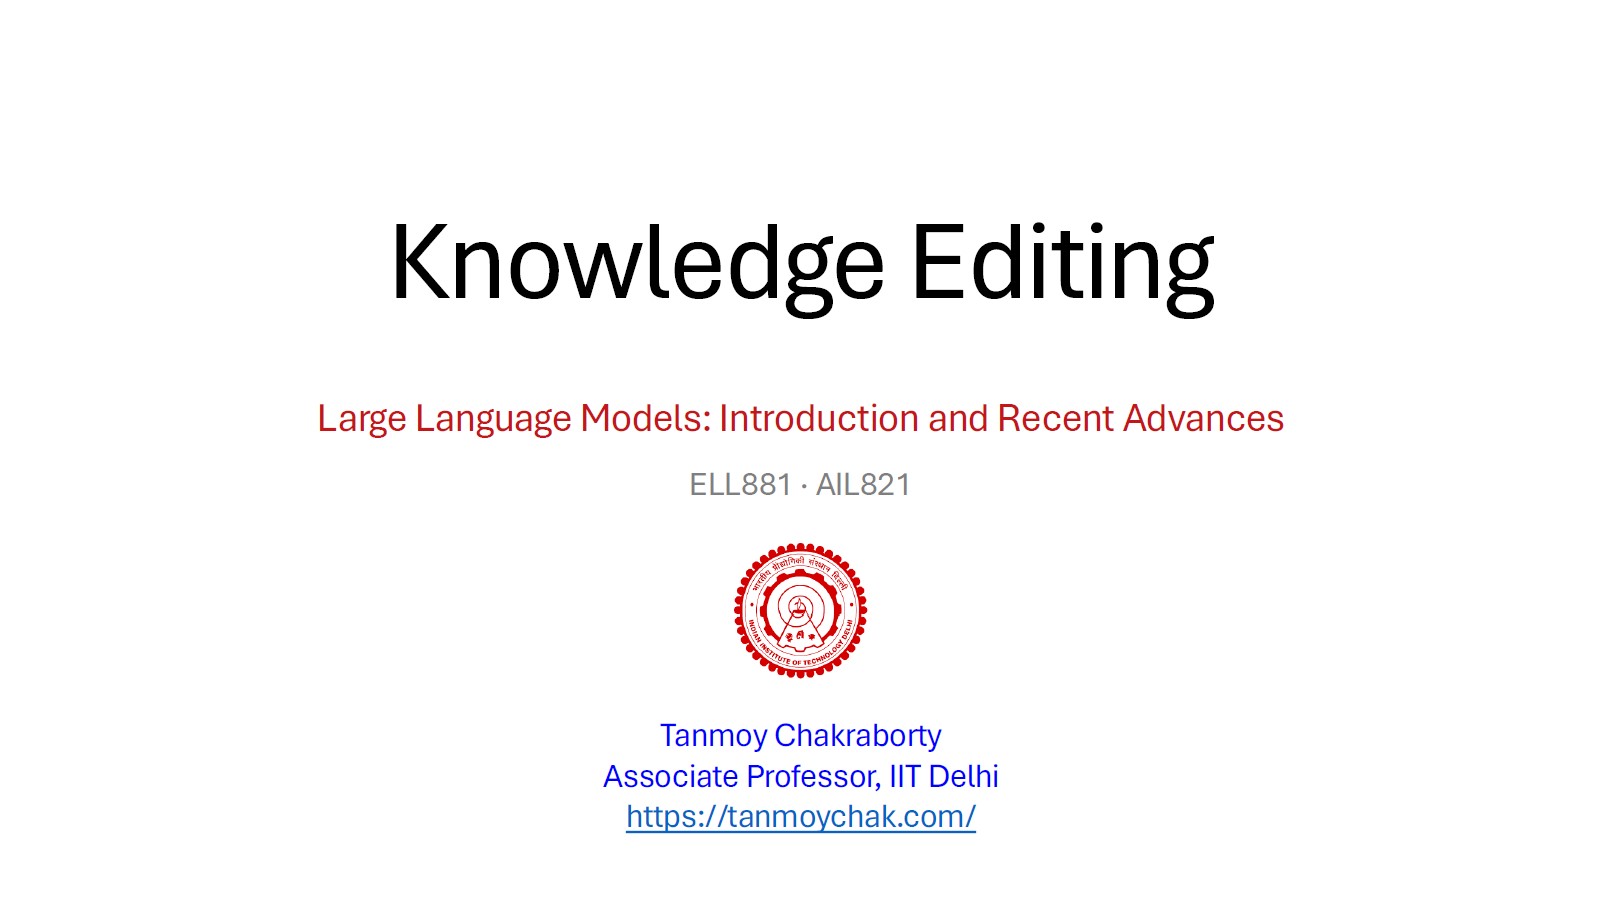 Knowledge Editing
Large Language Models: Introduction and Recent Advances
ELL881 · AIL821
भारतीय प्रौद्योगिकी संस्थान दिल्ली
INDIAN INSTITUTE OF TECHNOLOGY DELHI
Tanmoy Chakraborty
Associate Professor, IIT Delhi
https://tanmoychak.com/